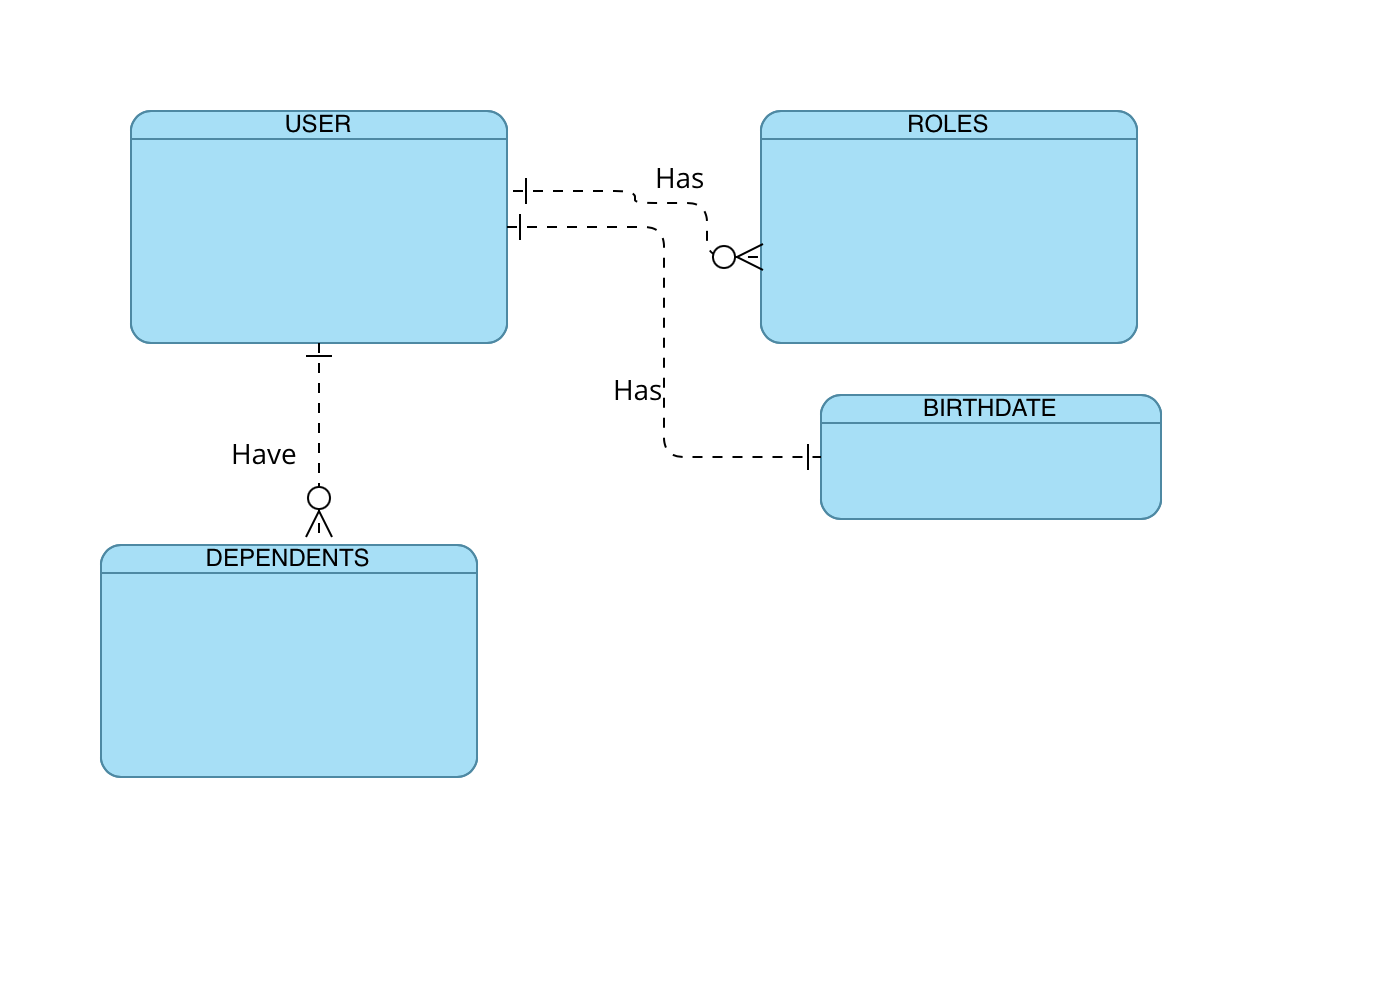 USER
ROLES
Has
Has
BIRTHDATE
Have
DEPENDENTS